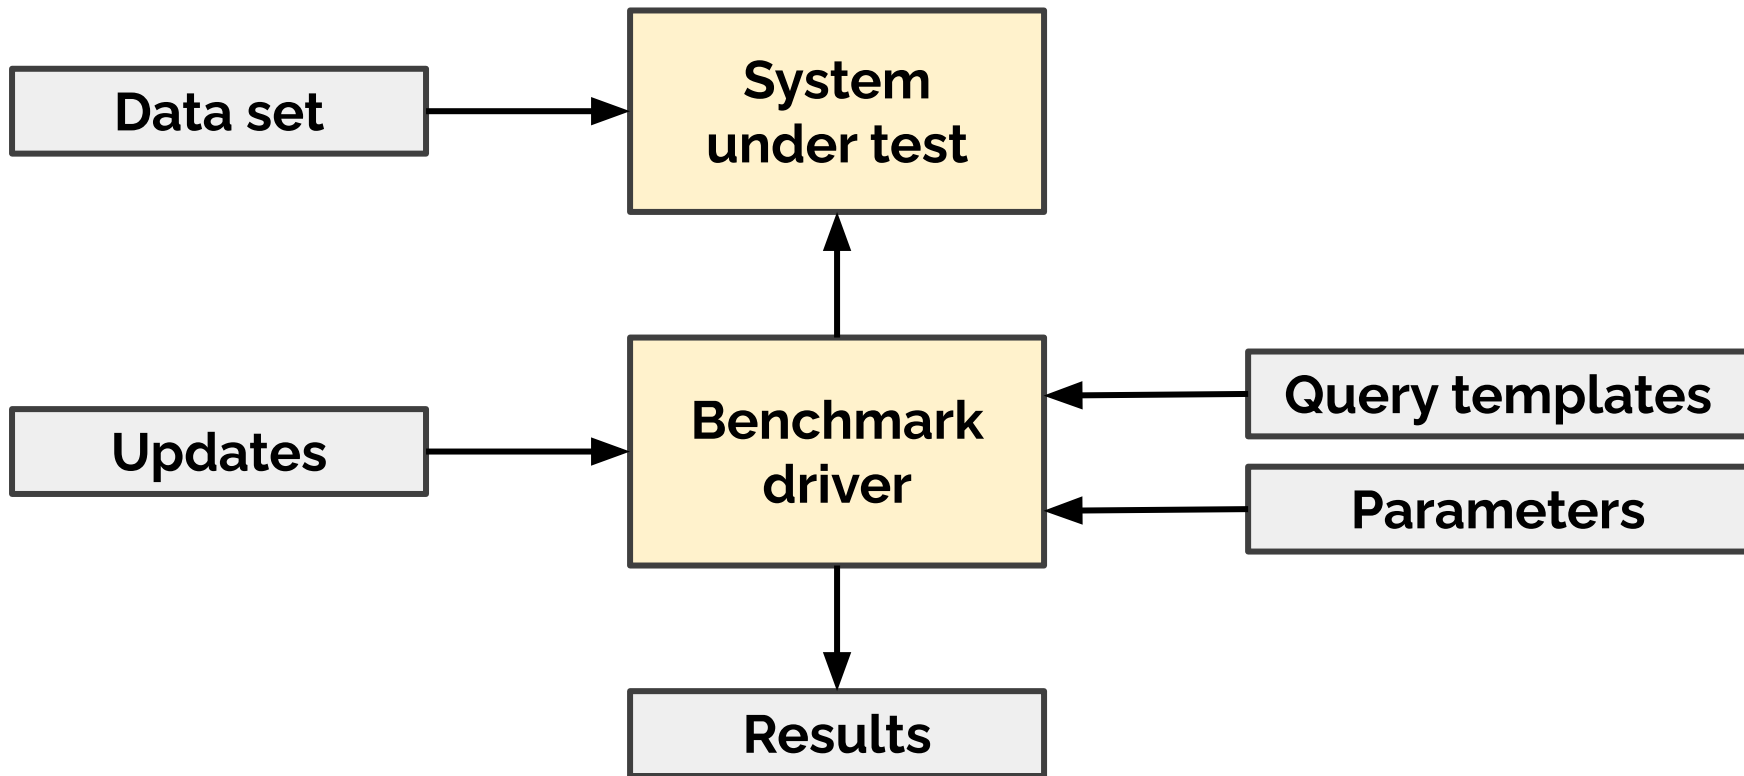 System
under test
Data set
Benchmark
driver
Updates
Query templates
Parameters
Results